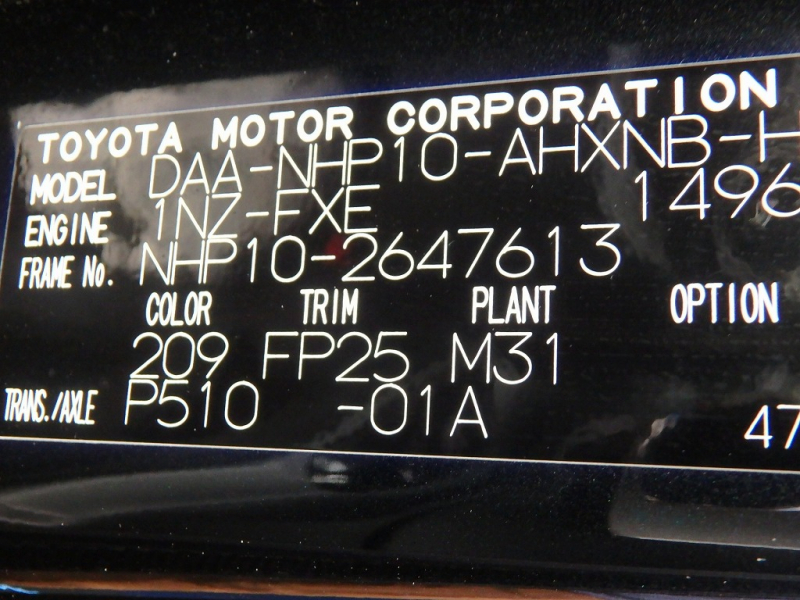 TOYOTA MOTOR CORPORATION
MODEL DAA-NHP10-AHXNB-H
ENGINE 1NZ-FXE 1496
FRAME No. NHP10-2647613
COLOR TRIM PLANT OPTION
209 FP25 M31
TRANS./AXLE P510 -01A
47